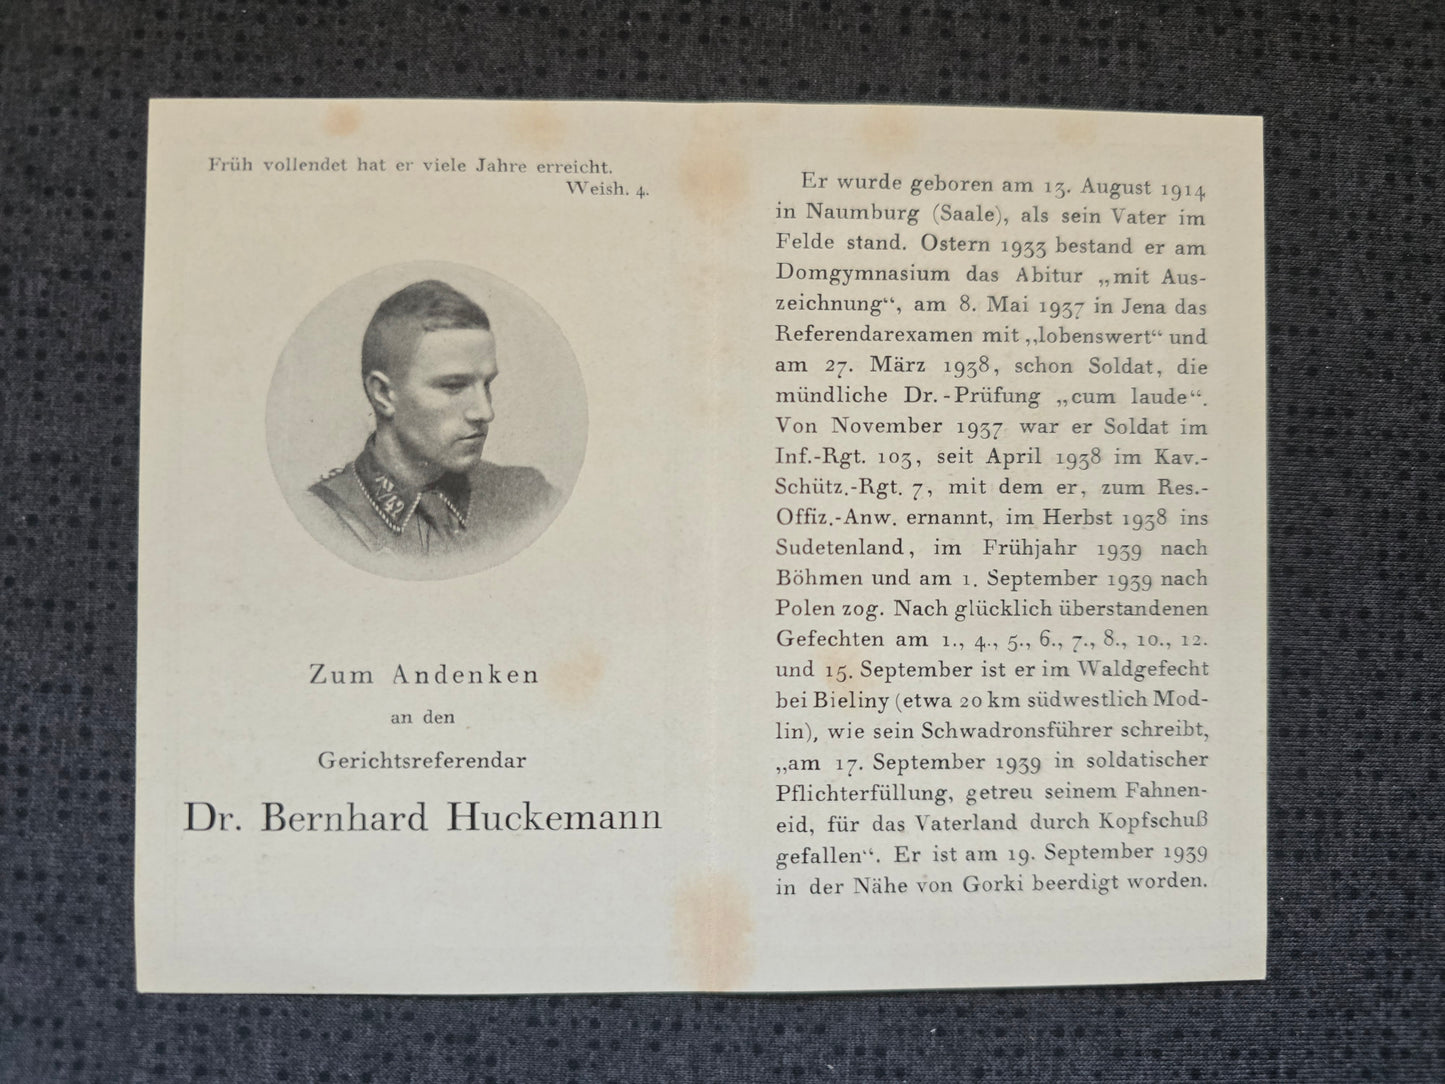 Früh vollendet hat er viele Jahre erreicht.
Weish. 4.
Zum Andenken
an den
Gerichtsreferendar
Dr. Bernhard Huckemann
Er wurde geboren am 13. August 1914
in Naumburg (Saale), als sein Vater im
Felde stand. Ostern 1933 bestand er am
Domgymnasium das Abitur „mit Aus-
zeichnung“, am 8. Mai 1937 in Jena das
Referendarexamen mit „lobenswert“ und
am 27. März 1938, schon Soldat, die
mündliche Dr.-Prüfung „cum laude“.
Von November 1937 war er Soldat im
Inf.-Rgt. 103, seit April 1938 im Kav.-
Schütz.-Rgt. 7, mit dem er, zum Res.-
Offiz.-Anw. ernannt, im Herbst 1938 ins
Sudetenland, im Frühjahr 1939 nach
Böhmen und am 1. September 1939 nach
Polen zog. Nach glücklich überstandenen
Gefechten am 1., 4., 5., 6., 7., 8., 10., 12.
und 15. September ist er im Waldgefecht
bei Bieliny (etwa 20 km südwestlich Mod-
lin), wie sein Schwadronsführer schreibt,
„am 17. September 1939 in soldatischer
Pflichterfüllung, getreu seinem Fahnen-
eid, für das Vaterland durch Kopfschuß
gefallen“. Er ist am 19. September 1939
in der Nähe von Gorki beerdigt worden.